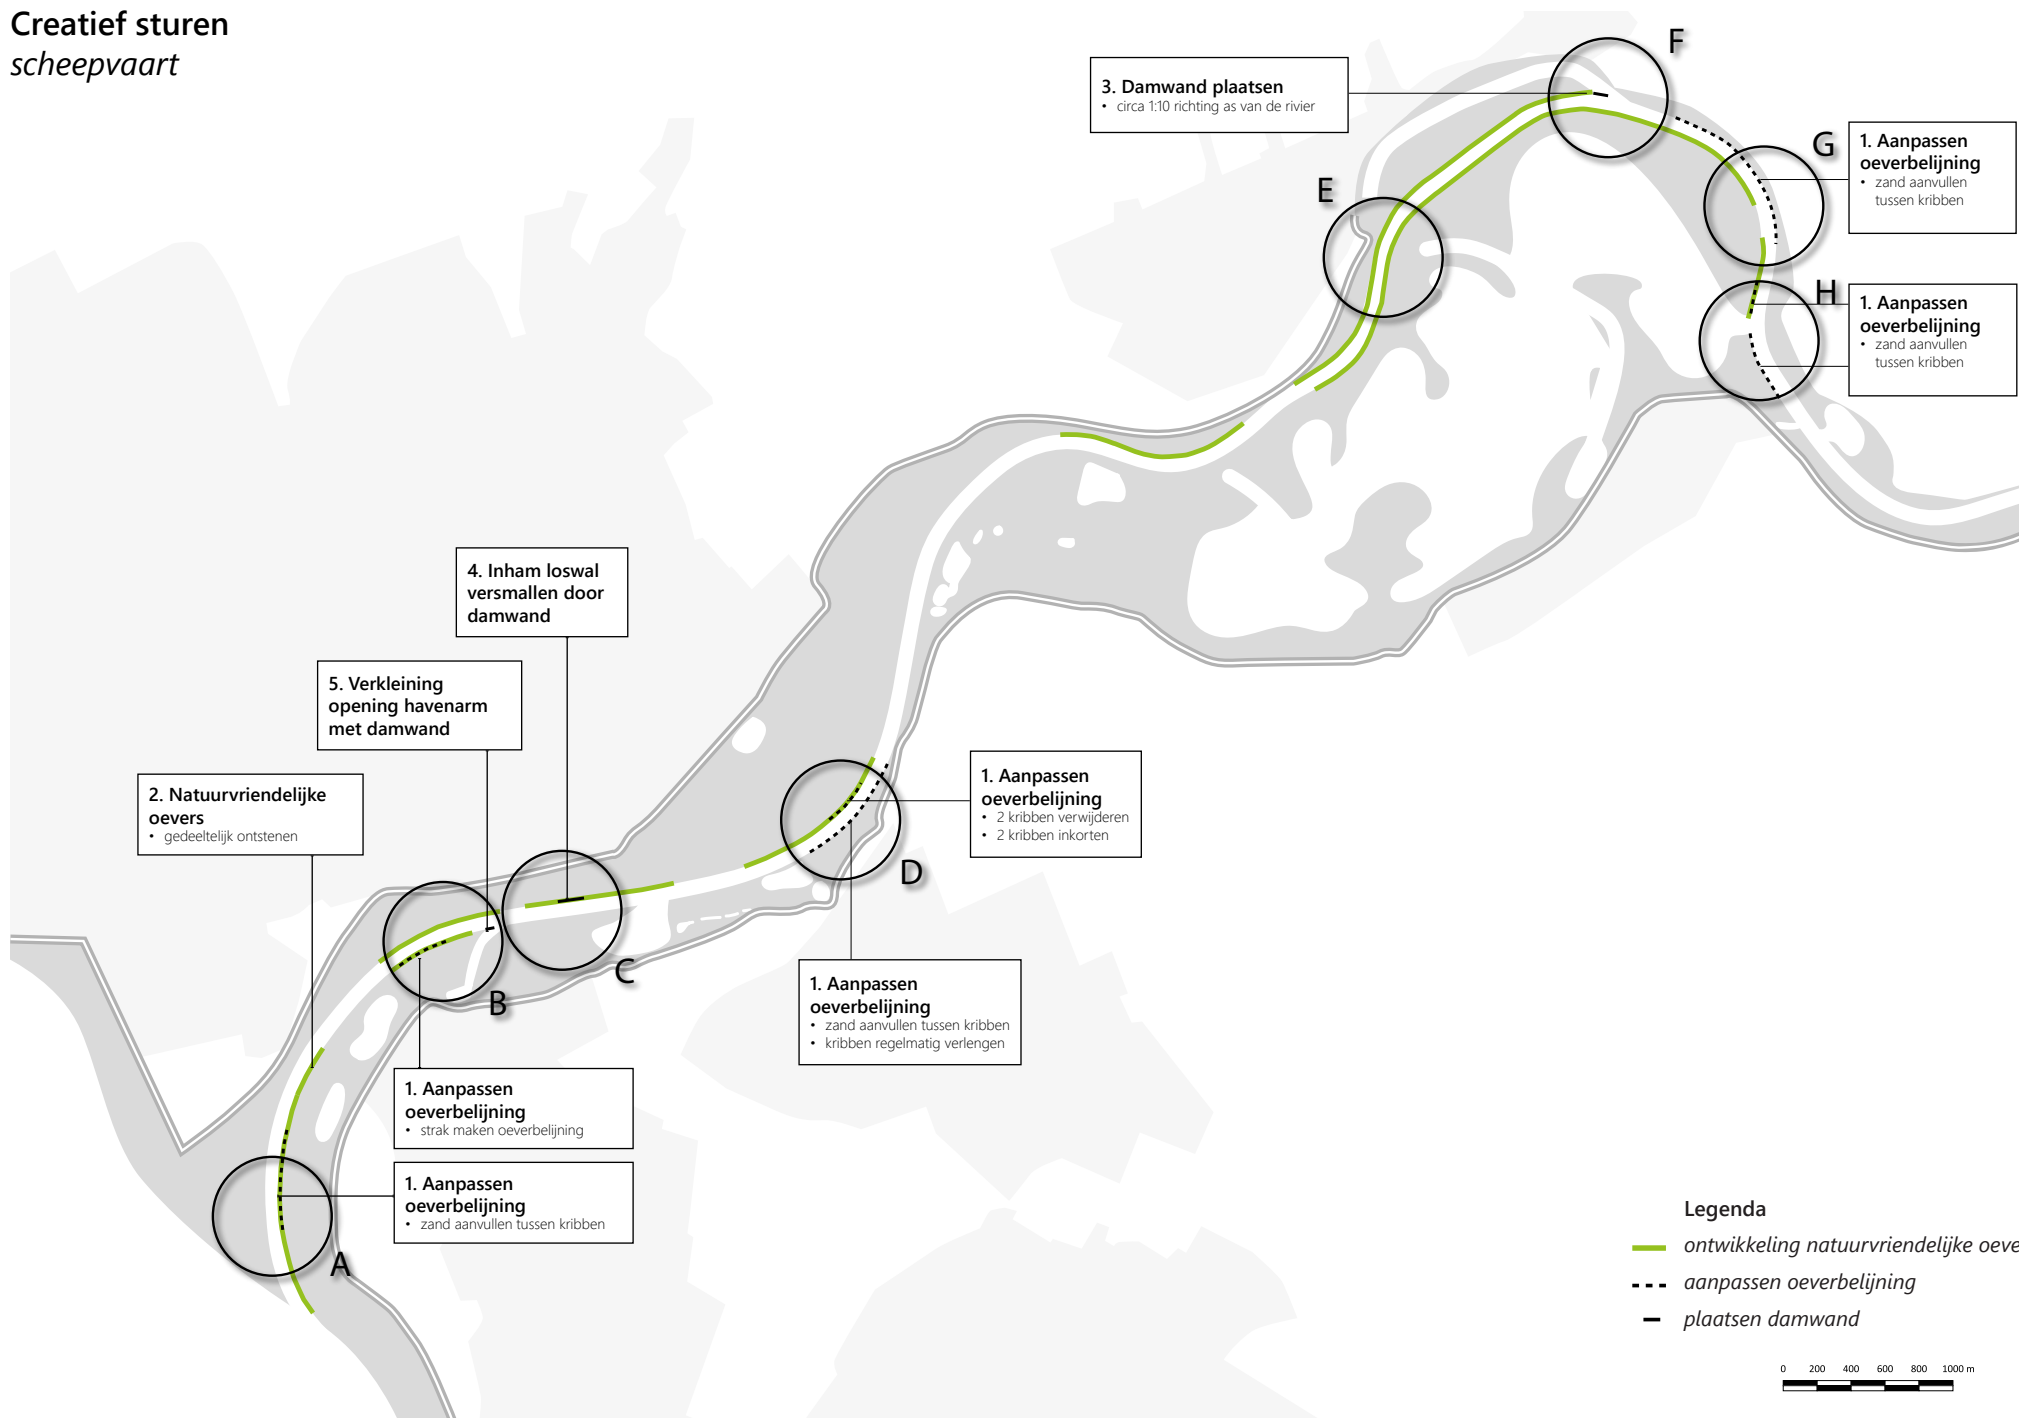 Creatief sturen
scheepvaart
3. Damwand plaatsen
• circa 1:10 richting as van de rivier
F
G
1. Aanpassen
oeverbelijning
• zand aanvullen
tussen kribben
E
H
1. Aanpassen
oeverbelijning
• zand aanvullen
tussen kribben
4. Inham loswal
versmallen door
damwand
5. Verkleining
opening havenarm
met damwand
2. Natuurvriendelijke
oevers
• gedeeltelijk ontstenen
1. Aanpassen
oeverbelijning
• 2 kribben verwijderen
• 2 kribben inkorten
D
C
B
1. Aanpassen
oeverbelijning
• zand aanvullen tussen kribben
• kribben regelmatig verlengen
1. Aanpassen
oeverbelijning
• strak maken oeverbelijning
1. Aanpassen
oeverbelijning
• zand aanvullen tussen kribben
A
Legenda
ontwikkeling natuurvriendelijke oeve
aanpassen oeverbelijning
plaatsen damwand
0 200 400 600 800 1000 m